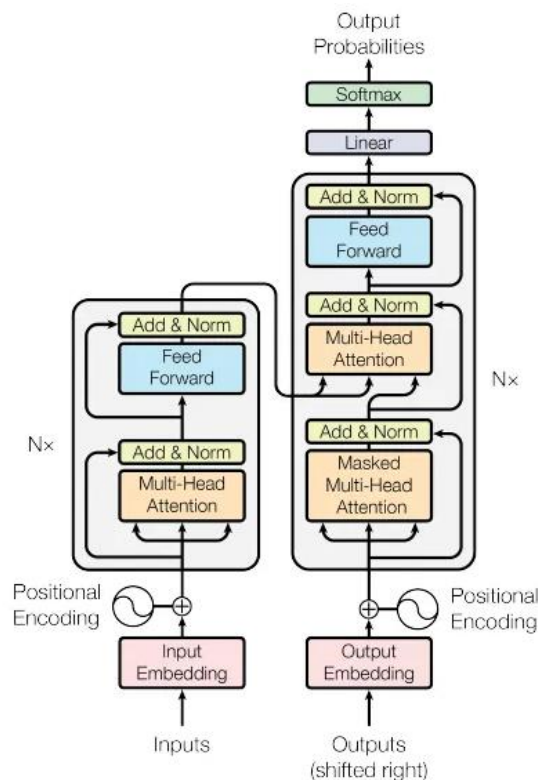 Output
Probabilities
Softmax
Linear
Add & Norm
Feed
Forward
Add & Norm
Multi-Head
Attention
N×
Add & Norm
Masked
Multi-Head
Attention
Add & Norm
Feed
Forward
N×
Add & Norm
Multi-Head
Attention
Positional
Encoding
Positional
Encoding
Input
Embedding
Output
Embedding
Inputs
Outputs
(shifted right)